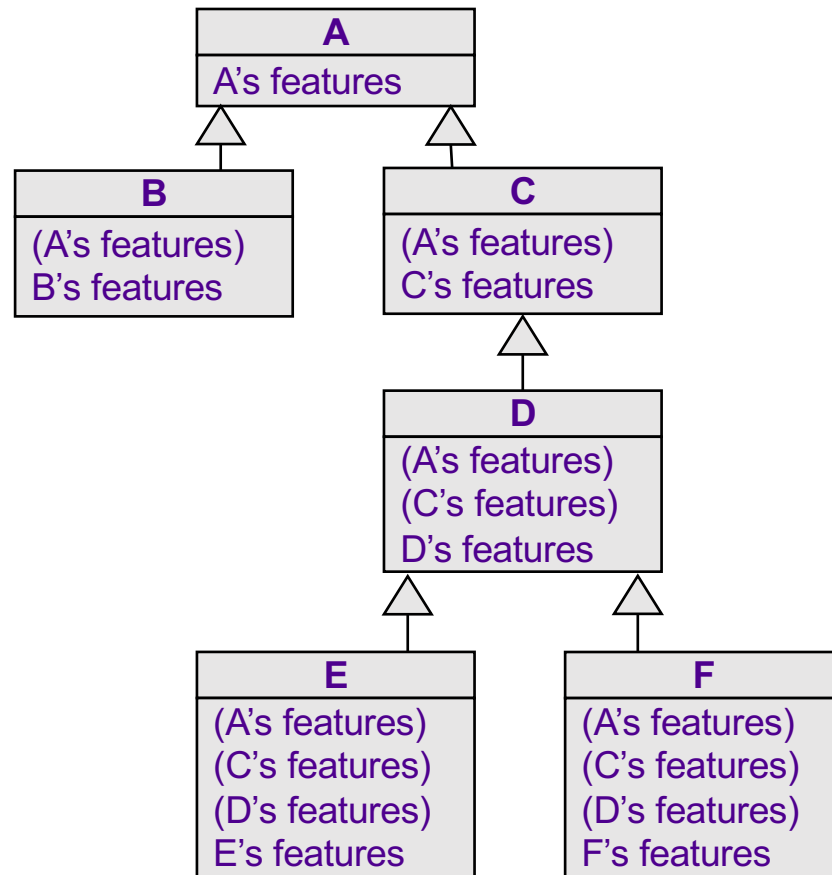 A
A’s features
B
(A’s features)
B’s features
C
(A’s features)
C’s features
D
(A’s features)
(C’s features)
D’s features
E
(A’s features)
(C’s features)
(D’s features)
E’s features
F
(A’s features)
(C’s features)
(D’s features)
F’s features